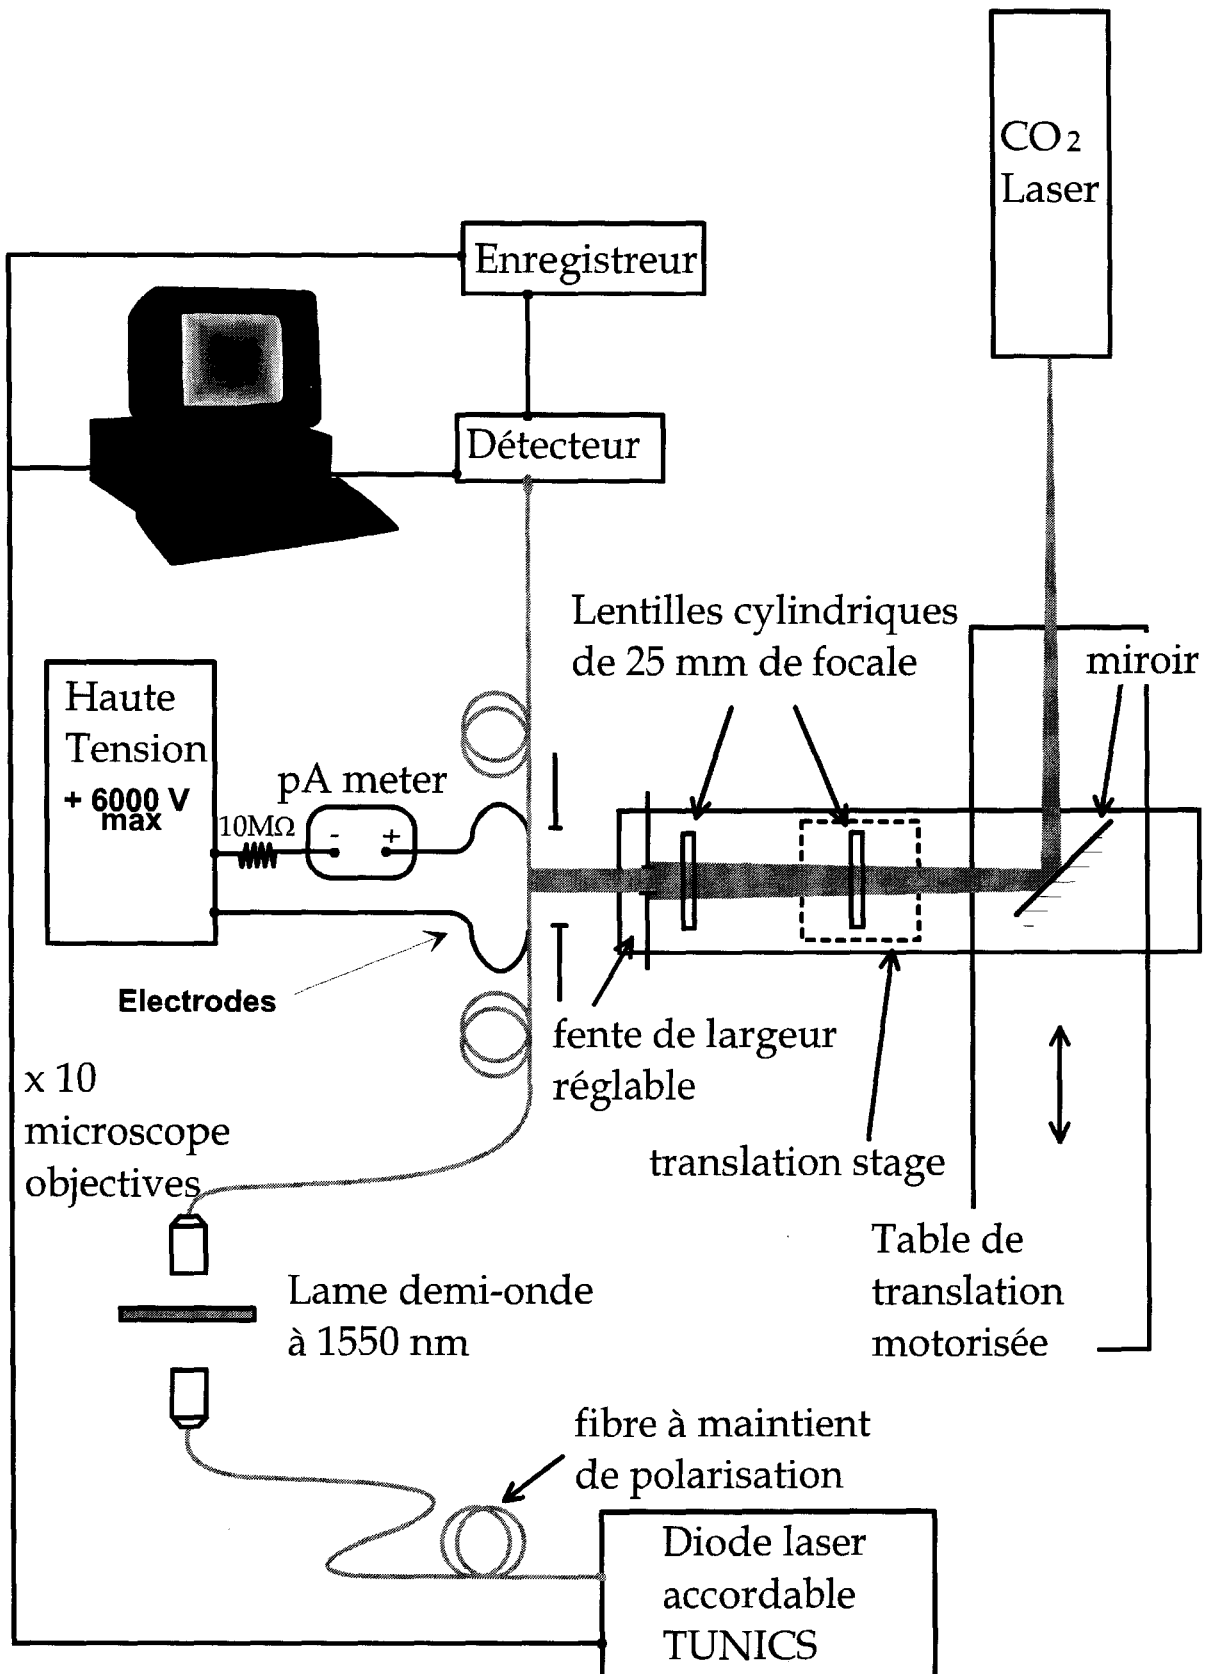 CO2
Laser
Enregistreur
Détecteur
Lentilles cylindriques
de 25 mm de focale
miroir
Haute
Tension
+ 6000 V
max
pA meter
10MΩ
- +
Electrodes
fente de largeur
réglable
x 10
microscope
objectives
translation stage
Table de
translation
motorisée
Lame demi-onde
à 1550 nm
fibre à maintient
de polarisation
Diode laser
accordable
TUNICS